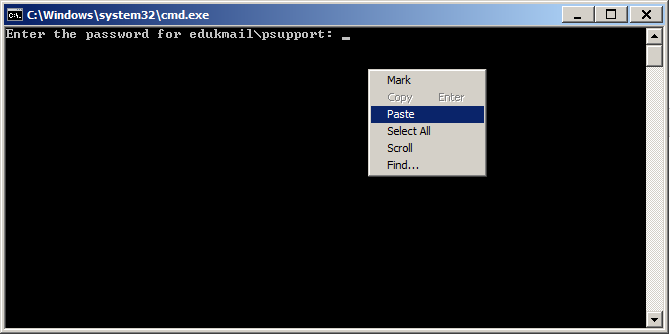 C:\Windows\system32\cmd.exe
Enter the password for edukmail\psupport: _
Mark
Copy Enter
Paste
Select All
Scroll
Find...